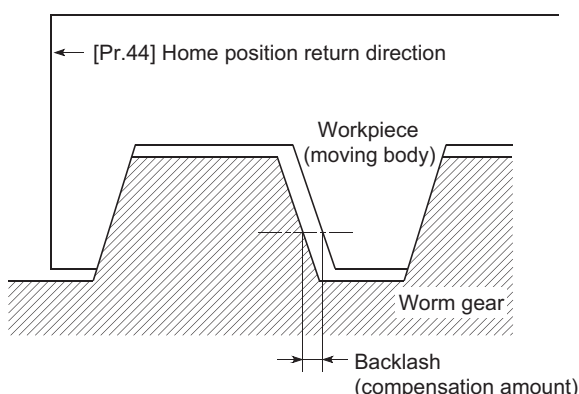 [Pr.44] Home position return direction
Workpiece
(moving body)
Worm gear
Backlash
(compensation amount)